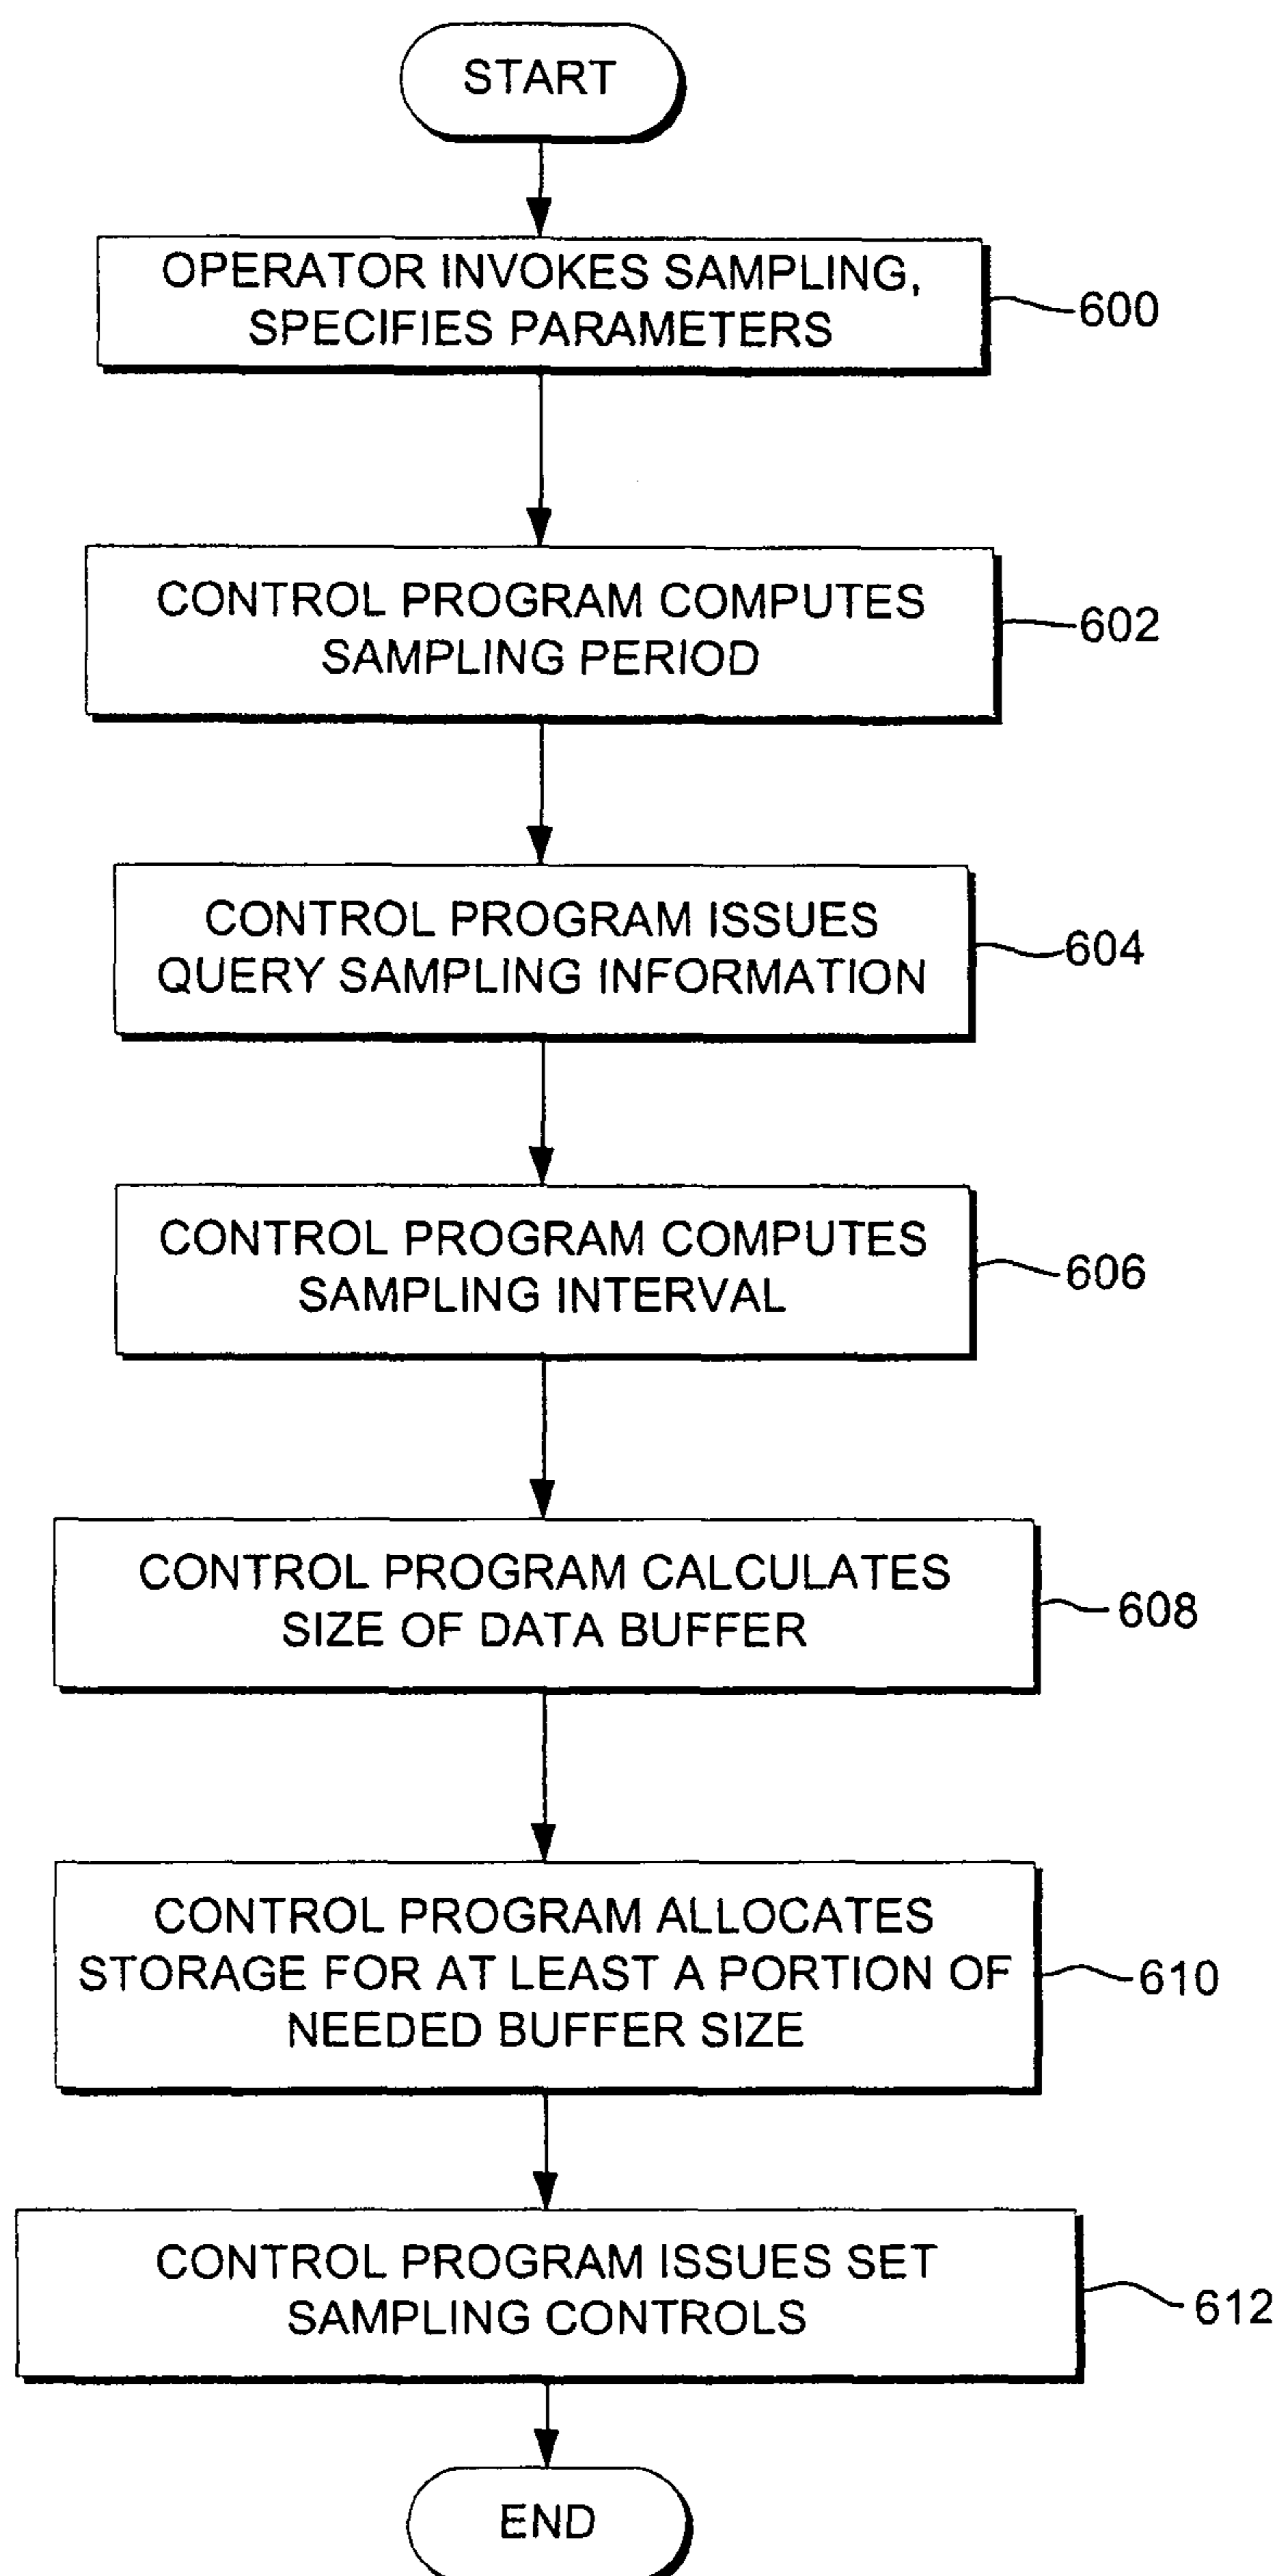 START
OPERATOR INVOKES SAMPLING,
SPECIFIES PARAMETERS
600
CONTROL PROGRAM COMPUTES
SAMPLING PERIOD
602
CONTROL PROGRAM ISSUES
QUERY SAMPLING INFORMATION
604
CONTROL PROGRAM COMPUTES
SAMPLING INTERVAL
606
CONTROL PROGRAM CALCULATES
SIZE OF DATA BUFFER
608
CONTROL PROGRAM ALLOCATES
STORAGE FOR AT LEAST A PORTION OF
NEEDED BUFFER SIZE
610
CONTROL PROGRAM ISSUES SET
SAMPLING CONTROLS
612
END